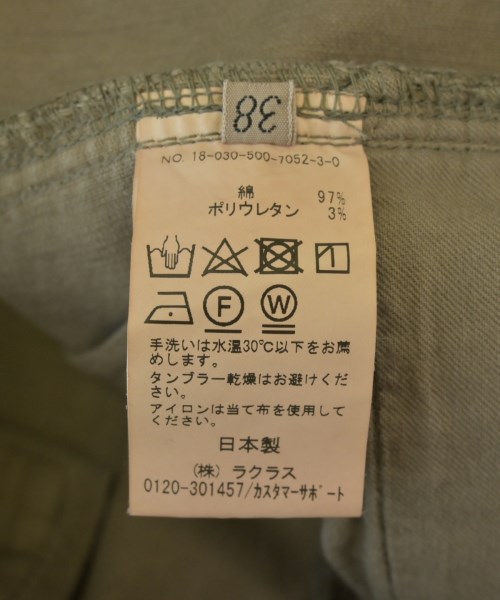 38
NO. 18-030-500-7052-3-0
綿 97%
ポリウレタン 3%
F W
手洗いは水温30℃以下をお薦
めします。
タンブラー乾燥はお避けくだ
さい。
アイロンは当て布を使用して
ください。
日本製
(株) ラクラス
0120-301457/ｶｽﾀﾏｰｻﾎﾟｰﾄ